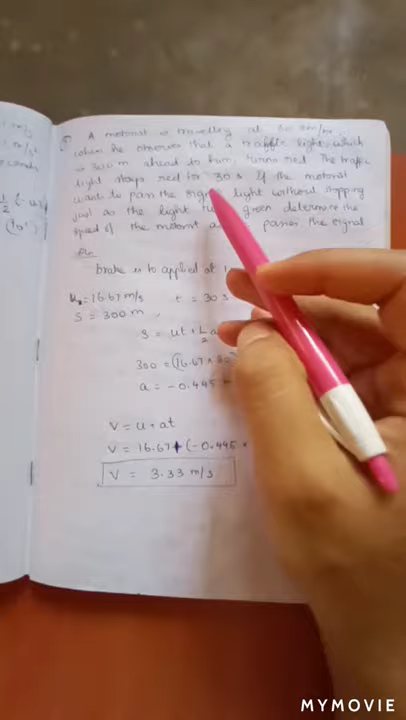 A motorist is travelling at
when he observes that a traffic light, which
is 300 m ahead to him, turns red. The traffic
light stays red for 30 s If the motorist
wants to pass the signal light without stopping
just as the light green determine the
speed of the motorist passes the signal
brake is to applied at
u = 16.67 m/s t = 30 s
S = 300 m
S = ut + 1/2 a
300 = (16.67 × 30)
a = -0.445
V = u + at
V = 16.67 + (-0.445 ×
V = 3.33 m/s
MYMOVIE